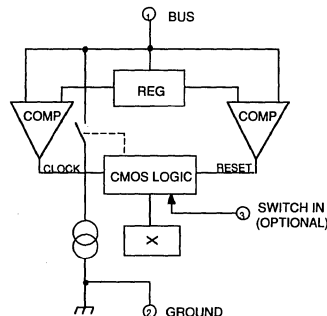 1 BUS
REG
COMP
COMP
CLOCK
CMOS LOGIC
RESET
3 SWITCH IN
(OPTIONAL)
X
2 GROUND